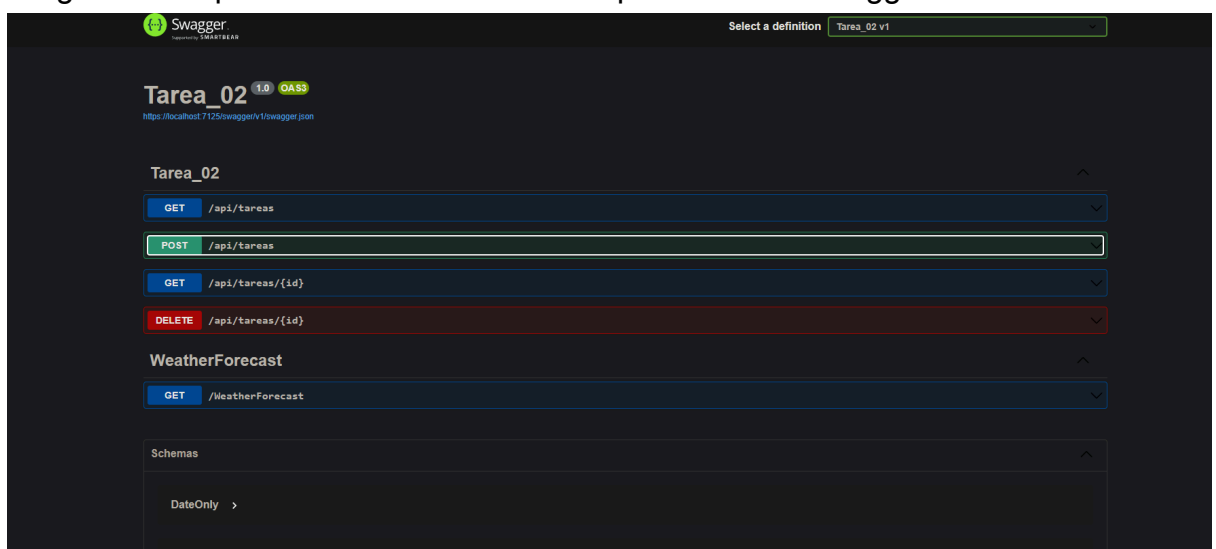 Swagger.
Supported by SMARTBEAR
Select a definition
Tarea_02 v1
Tarea_02 1.0 OAS3
https://localhost:7125/swagger/v1/swagger.json
Tarea_02
GET /api/tareas
POST /api/tareas
GET /api/tareas/{id}
DELETE /api/tareas/{id}
WeatherForecast
GET /WeatherForecast
Schemas
DateOnly